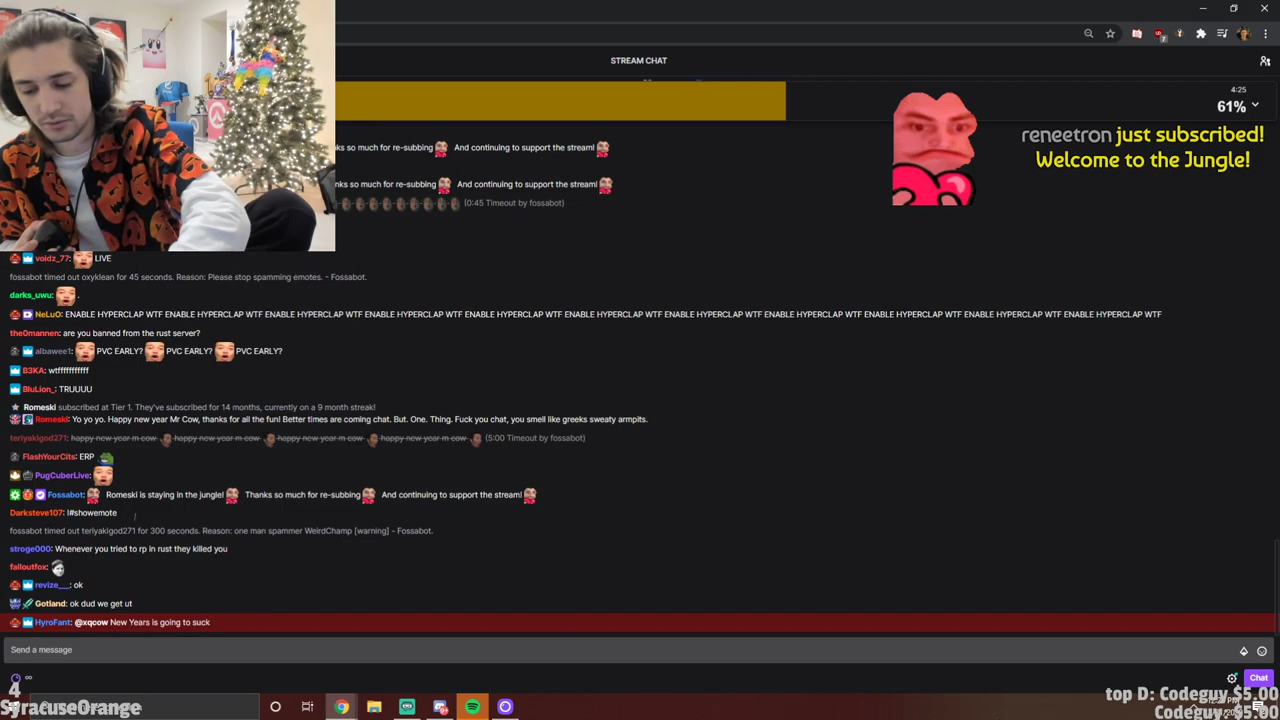 STREAM CHAT
4:25
61%
reneetron just subscribed!
Welcome to the Jungle!
ks so much for re-subbing And continuing to support the stream!
nks so much for re-subbing And continuing to support the stream!
(0:45 Timeout by fossabot)
voidz_77: LIVE
fossabot timed out oxyklean for 45 seconds. Reason: Please stop spamming emotes. - Fossabot.
darks_uwu: .
NeLuO: ENABLE HYPERCLAP WTF ENABLE HYPERCLAP WTF ENABLE HYPERCLAP WTF ENABLE HYPERCLAP WTF ENABLE HYPERCLAP WTF ENABLE HYPERCLAP WTF ENABLE HYPERCLAP WTF ENABLE HYPERCLAP WTF ENABLE HYPERCLAP WTF ENABLE HYPERCLAP WTF ENABLE HYPERCLAP WTF
the0mannen: are you banned from the rust server?
albawee1: PVC EARLY? PVC EARLY? PVC EARLY?
B3KA: wtffffffffff
BluLion_: TRUUUU
Romeski subscribed at Tier 1. They've subscribed for 14 months, currently on a 9 month streak!
Romeski: Yo yo yo. Happy new year Mr Cow, thanks for all the fun! Better times are coming chat. But. One. Thing. Fuck you chat, you smell like greeks sweaty armpits.
teriyakigod271: happy new year m cow happy new year m cow happy new year m cow happy new year m cow (5:00 Timeout by fossabot)
FlashYourCits: ERP
PugCuberLive:
Fossabot: Romeski is staying in the jungle! Thanks so much for re-subbing And continuing to support the stream!
Darksteve107: !#showemote
fossabot timed out teriyakigod271 for 300 seconds. Reason: one man spammer WeirdChamp [warning] - Fossabot.
stroge000: Whenever you tried to rp in rust they killed you
falloutfox:
revize___: ok
Gotland: ok dud we get ut
HyroFant: @xqcow New Years is going to suck
Send a message
∞
Chat
4
SyracuseOrange
top D: Codeguy $5.00
Codeguy: $5.00